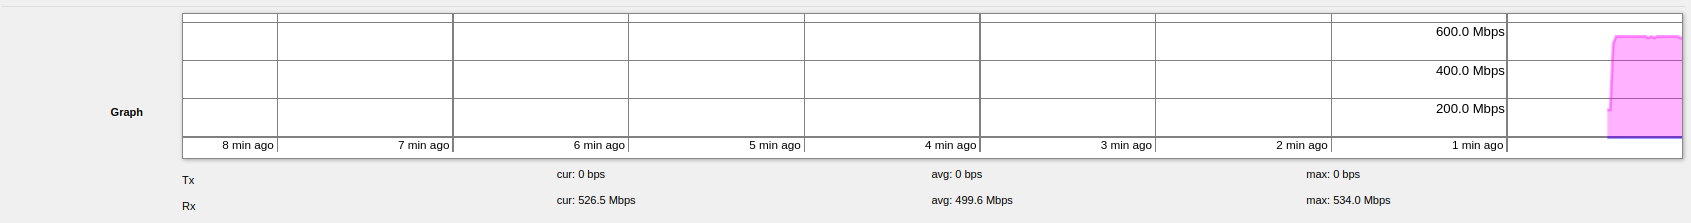 600.0 Mbps
400.0 Mbps
Graph
200.0 Mbps
8 min ago 7 min ago 6 min ago 5 min ago 4 min ago 3 min ago 2 min ago 1 min ago
Tx cur: 0 bps avg: 0 bps max: 0 bps
Rx cur: 526.5 Mbps avg: 499.6 Mbps max: 534.0 Mbps